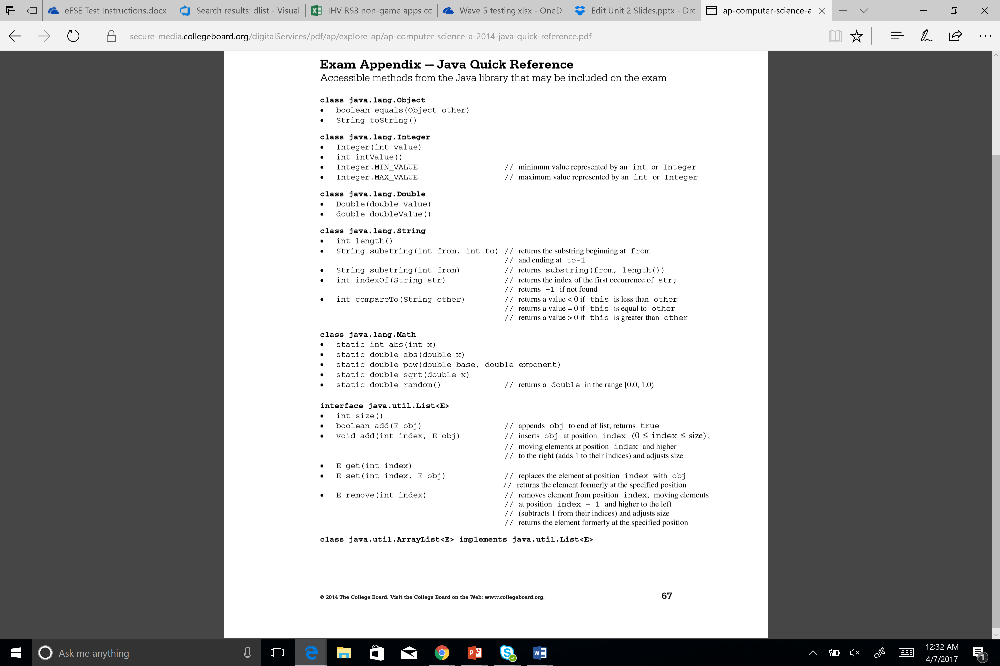 eFSE Test Instructions.docx
Search results: dlist - Visual
IHV RS3 non-game apps cc
Wave 5 testing.xlsx - OneDr
Edit Unit 2 Slides.pptx - Drc
ap-computer-science-a
secure-media.collegeboard.org/digitalServices/pdf/ap/explore-ap/ap-computer-science-a-2014-java-quick-reference.pdf
Exam Appendix — Java Quick Reference
Accessible methods from the Java library that may be included on the exam
class java.lang.Object
• boolean equals(Object other)
• String toString()
class java.lang.Integer
• Integer(int value)
• int intValue()
• Integer.MIN_VALUE // minimum value represented by an int or Integer
• Integer.MAX_VALUE // maximum value represented by an int or Integer
class java.lang.Double
• Double(double value)
• double doubleValue()
class java.lang.String
• int length()
• String substring(int from, int to) // returns the substring beginning at from
// and ending at to-1
• String substring(int from) // returns substring(from, length())
• int indexOf(String str) // returns the index of the first occurrence of str;
// returns -1 if not found
• int compareTo(String other) // returns a value < 0 if this is less than other
// returns a value = 0 if this is equal to other
// returns a value > 0 if this is greater than other
class java.lang.Math
• static int abs(int x)
• static double abs(double x)
• static double pow(double base, double exponent)
• static double sqrt(double x)
• static double random() // returns a double in the range [0.0, 1.0)
interface java.util.List<E>
• int size()
• boolean add(E obj) // appends obj to end of list; returns true
• void add(int index, E obj) // inserts obj at position index (0 ≤ index ≤ size),
// moving elements at position index and higher
// to the right (adds 1 to their indices) and adjusts size
• E get(int index)
• E set(int index, E obj) // replaces the element at position index with obj
// returns the element formerly at the specified position
• E remove(int index) // removes element from position index, moving elements
// at position index + 1 and higher to the left
// (subtracts 1 from their indices) and adjusts size
// returns the element formerly at the specified position
class java.util.ArrayList<E> implements java.util.List<E>
© 2014 The College Board. Visit the College Board on the Web: www.collegeboard.org.
67
Ask me anything
12:32 AM
4/7/2017
1